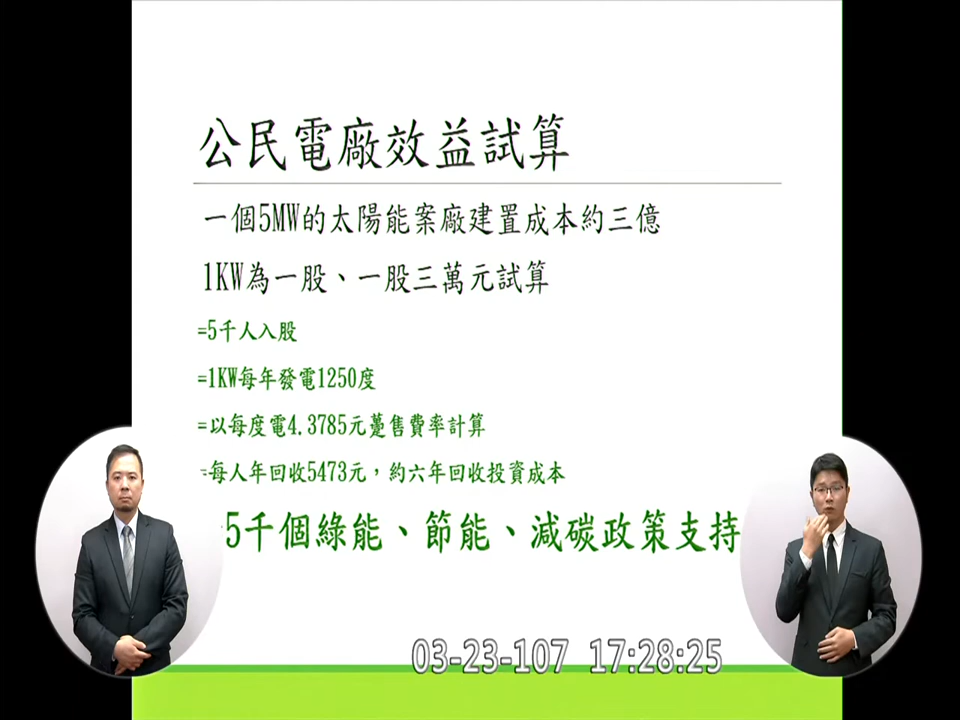 公民電廠效益試算
一個5MW的太陽能案廠建置成本約三億
1KW為一股、一股三萬元試算
=5千人入股
=1KW每年發電1250度
=以每度電4.3785元躉售費率計算
=每人年回收5473元，約六年回收投資成本
5千個綠能、節能、減碳政策支持
03-23-107 17:28:25